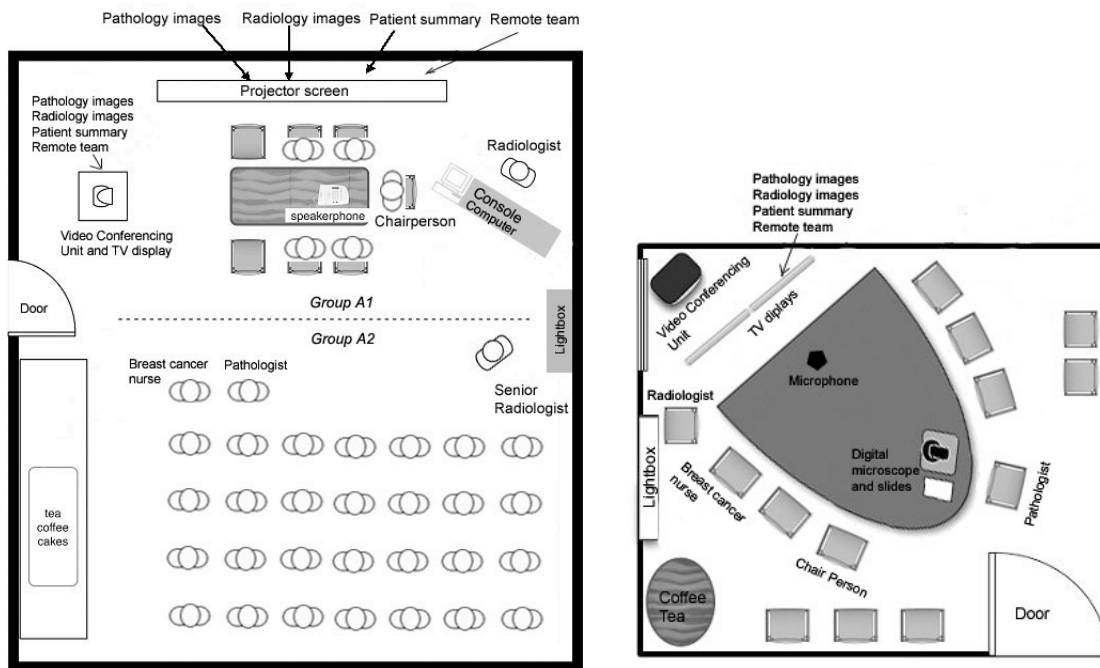 Pathology images
Radiology images
Patient summary
Remote team
Projector screen
Pathology images
Radiology images
Patient summary
Remote team
Radiologist
Console
Computer
speakerphone
Chairperson
Video Conferencing
Unit and TV display
Door
Group A1
Group A2
Lightbox
Breast cancer
nurse
Pathologist
Senior
Radiologist
tea
coffee
cakes
Pathology images
Radiology images
Patient summary
Remote team
Video Conferencing
Unit
TV diplays
Microphone
Radiologist
Lightbox
Breast cancer
nurse
Digital
microscope
and slides
Pathologist
Chair Person
Coffee
Tea
Door